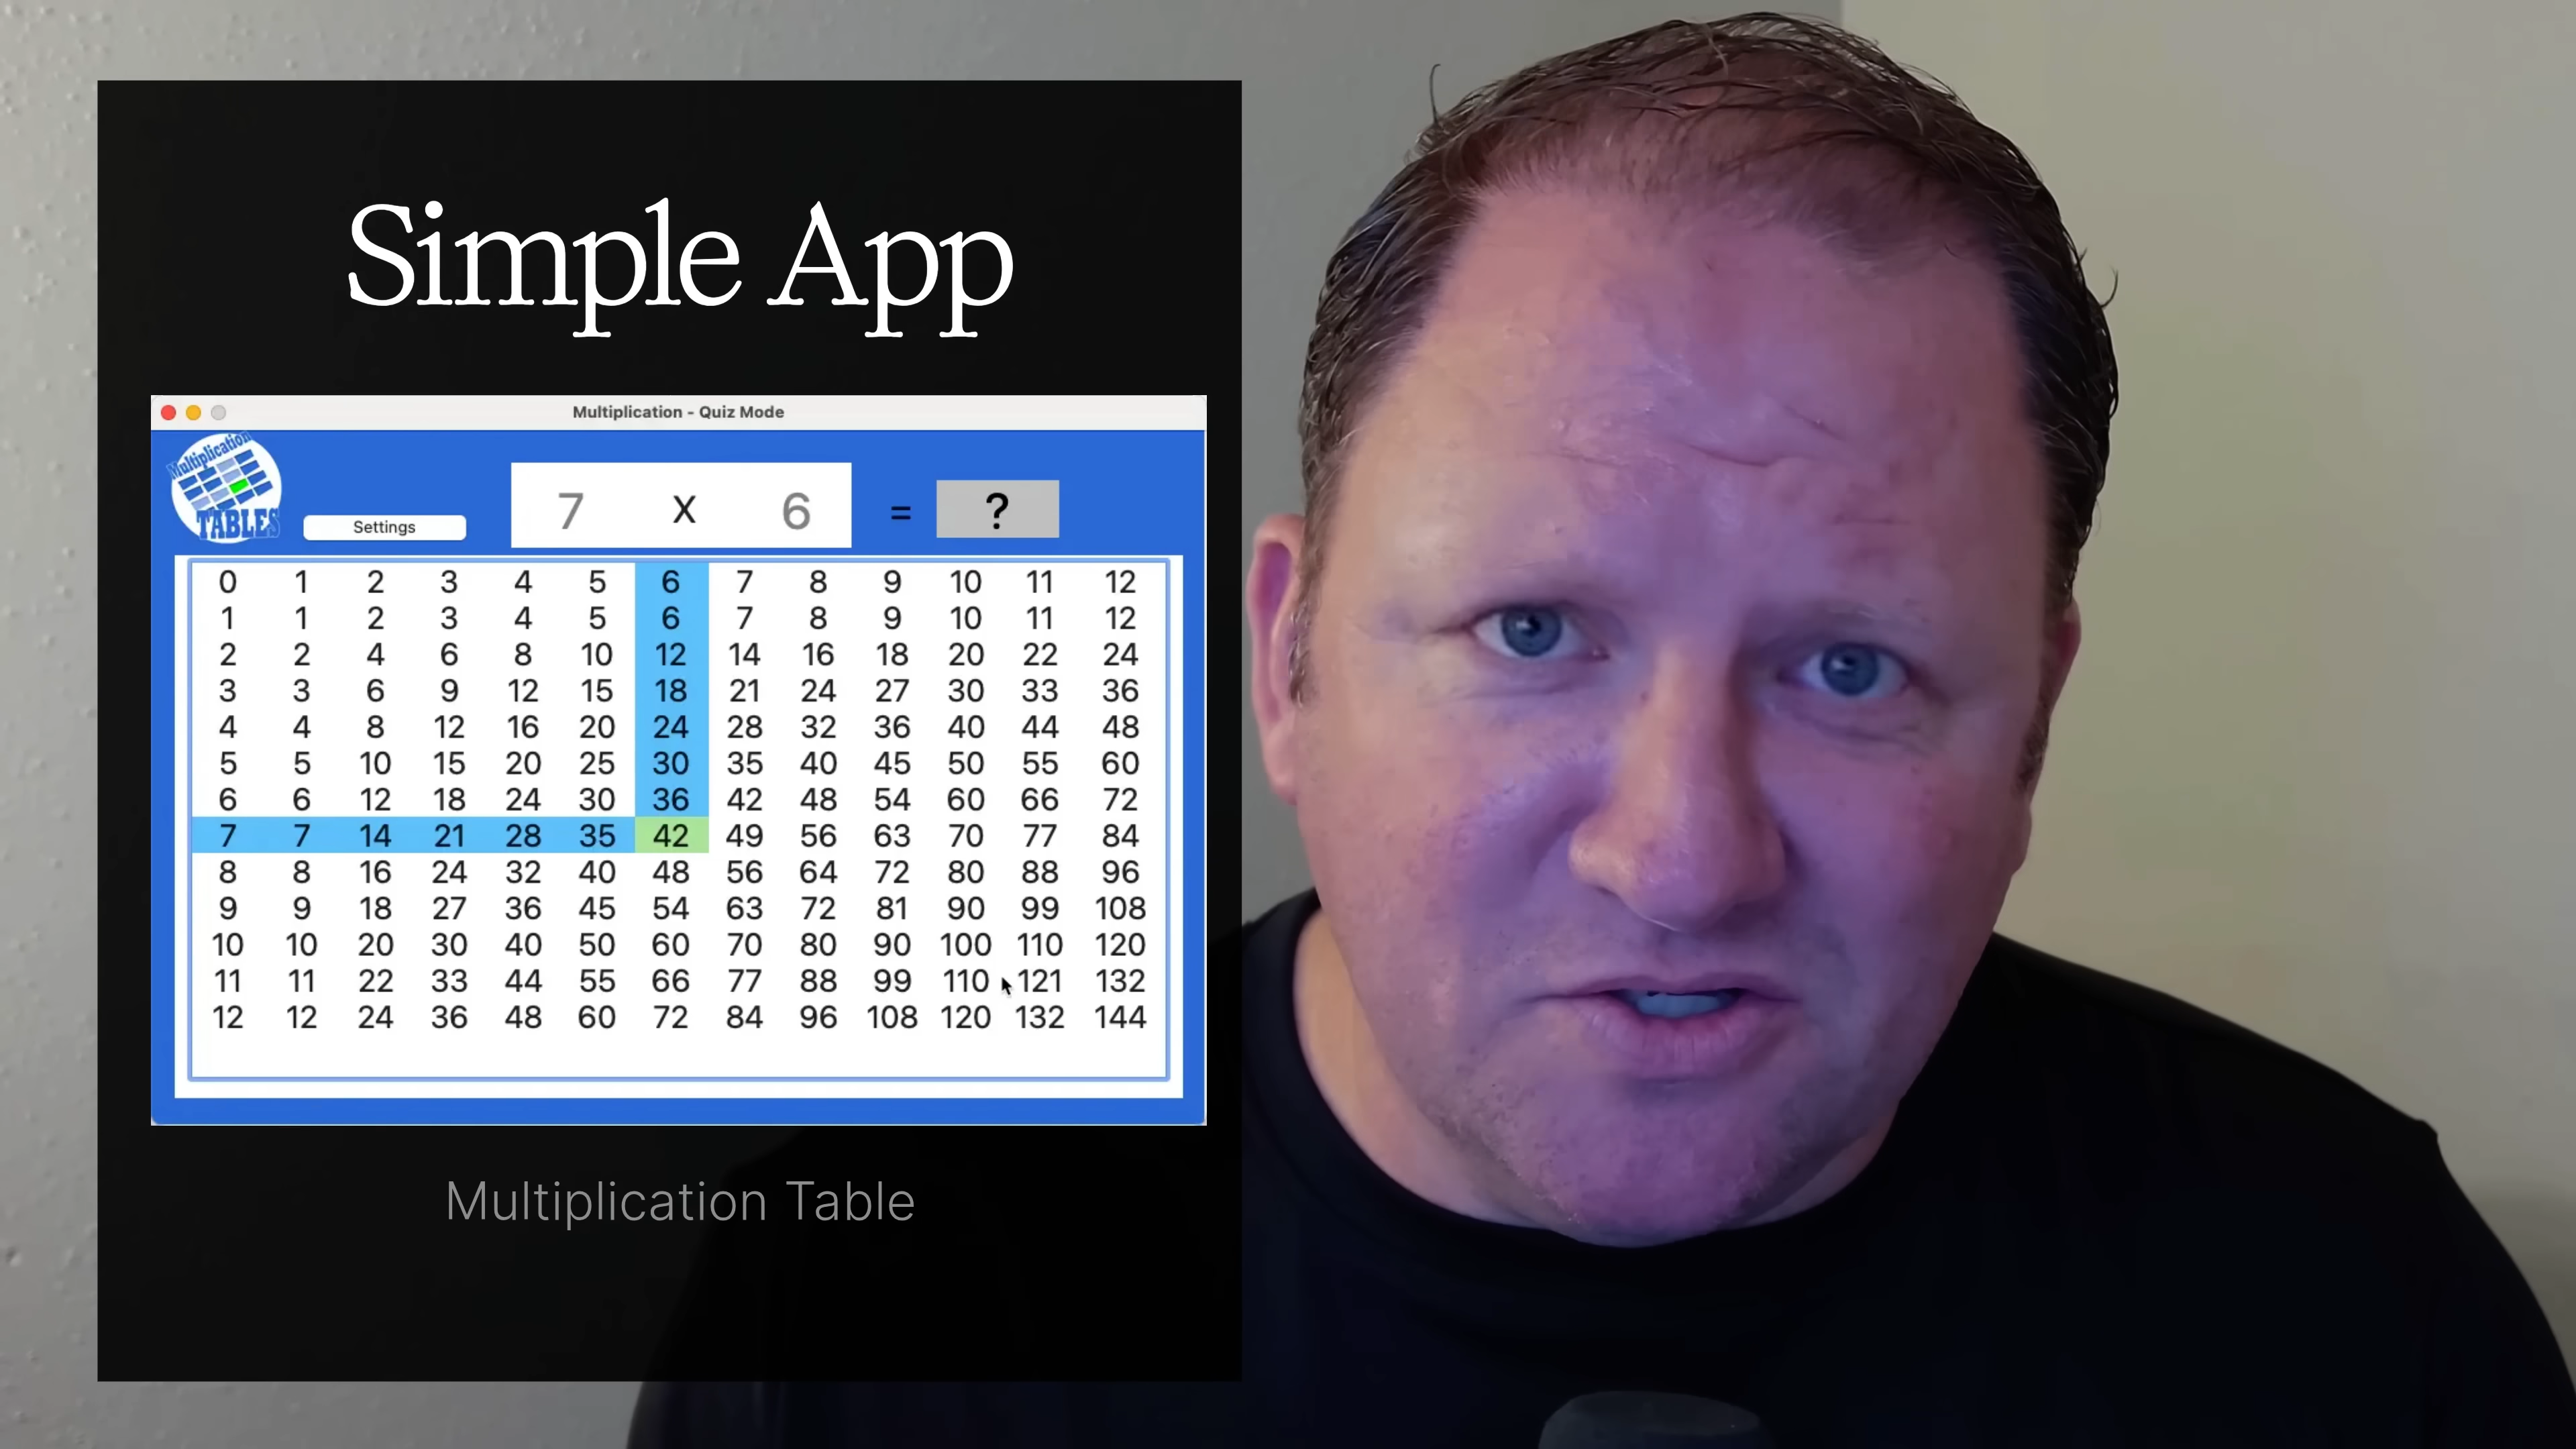 Simple App
Multiplication - Quiz Mode
Multiplication
TABLES
Settings
7 X 6 = ?
0 1 2 3 4 5 6 7 8 9 10 11 12
1 1 2 3 4 5 6 7 8 9 10 11 12
2 2 4 6 8 10 12 14 16 18 20 22 24
3 3 6 9 12 15 18 21 24 27 30 33 36
4 4 8 12 16 20 24 28 32 36 40 44 48
5 5 10 15 20 25 30 35 40 45 50 55 60
6 6 12 18 24 30 36 42 48 54 60 66 72
7 7 14 21 28 35 42 49 56 63 70 77 84
8 8 16 24 32 40 48 56 64 72 80 88 96
9 9 18 27 36 45 54 63 72 81 90 99 108
10 10 20 30 40 50 60 70 80 90 100 110 120
11 11 22 33 44 55 66 77 88 99 110 121 132
12 12 24 36 48 60 72 84 96 108 120 132 144
Multiplication Table